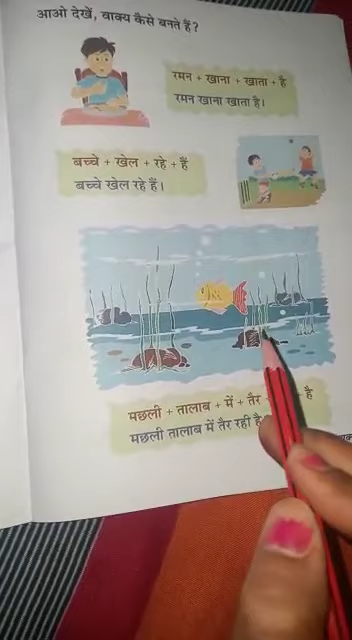 आओ देखें, वाक्य कैसे बनते हैं?
रमन + खाना + खाता + है
रमन खाना खाता है।
बच्चे + खेल + रहे + हैं
बच्चे खेल रहे हैं।
मछली + तालाब + में + तैर + है
मछली तालाब में तैर रही है